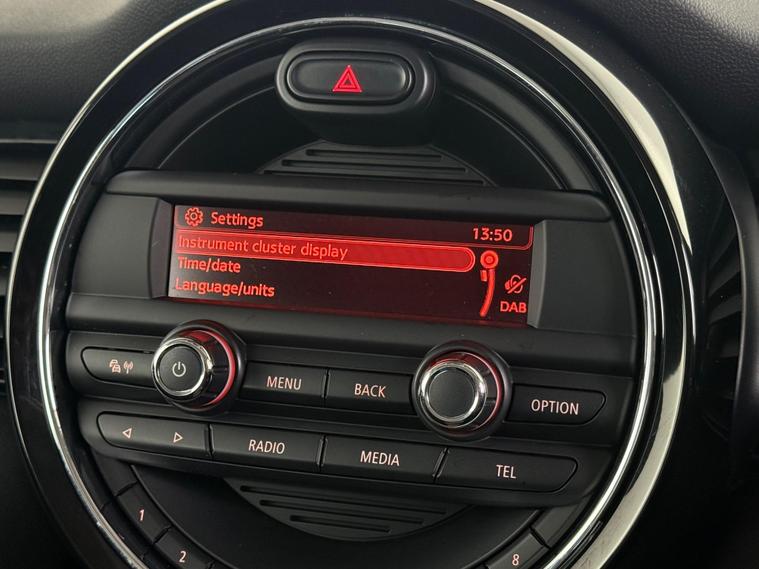 Settings
13:50
Instrument cluster display
Time/date
Language/units
DAB
MENU
BACK
OPTION
RADIO
MEDIA
TEL
1
2
8